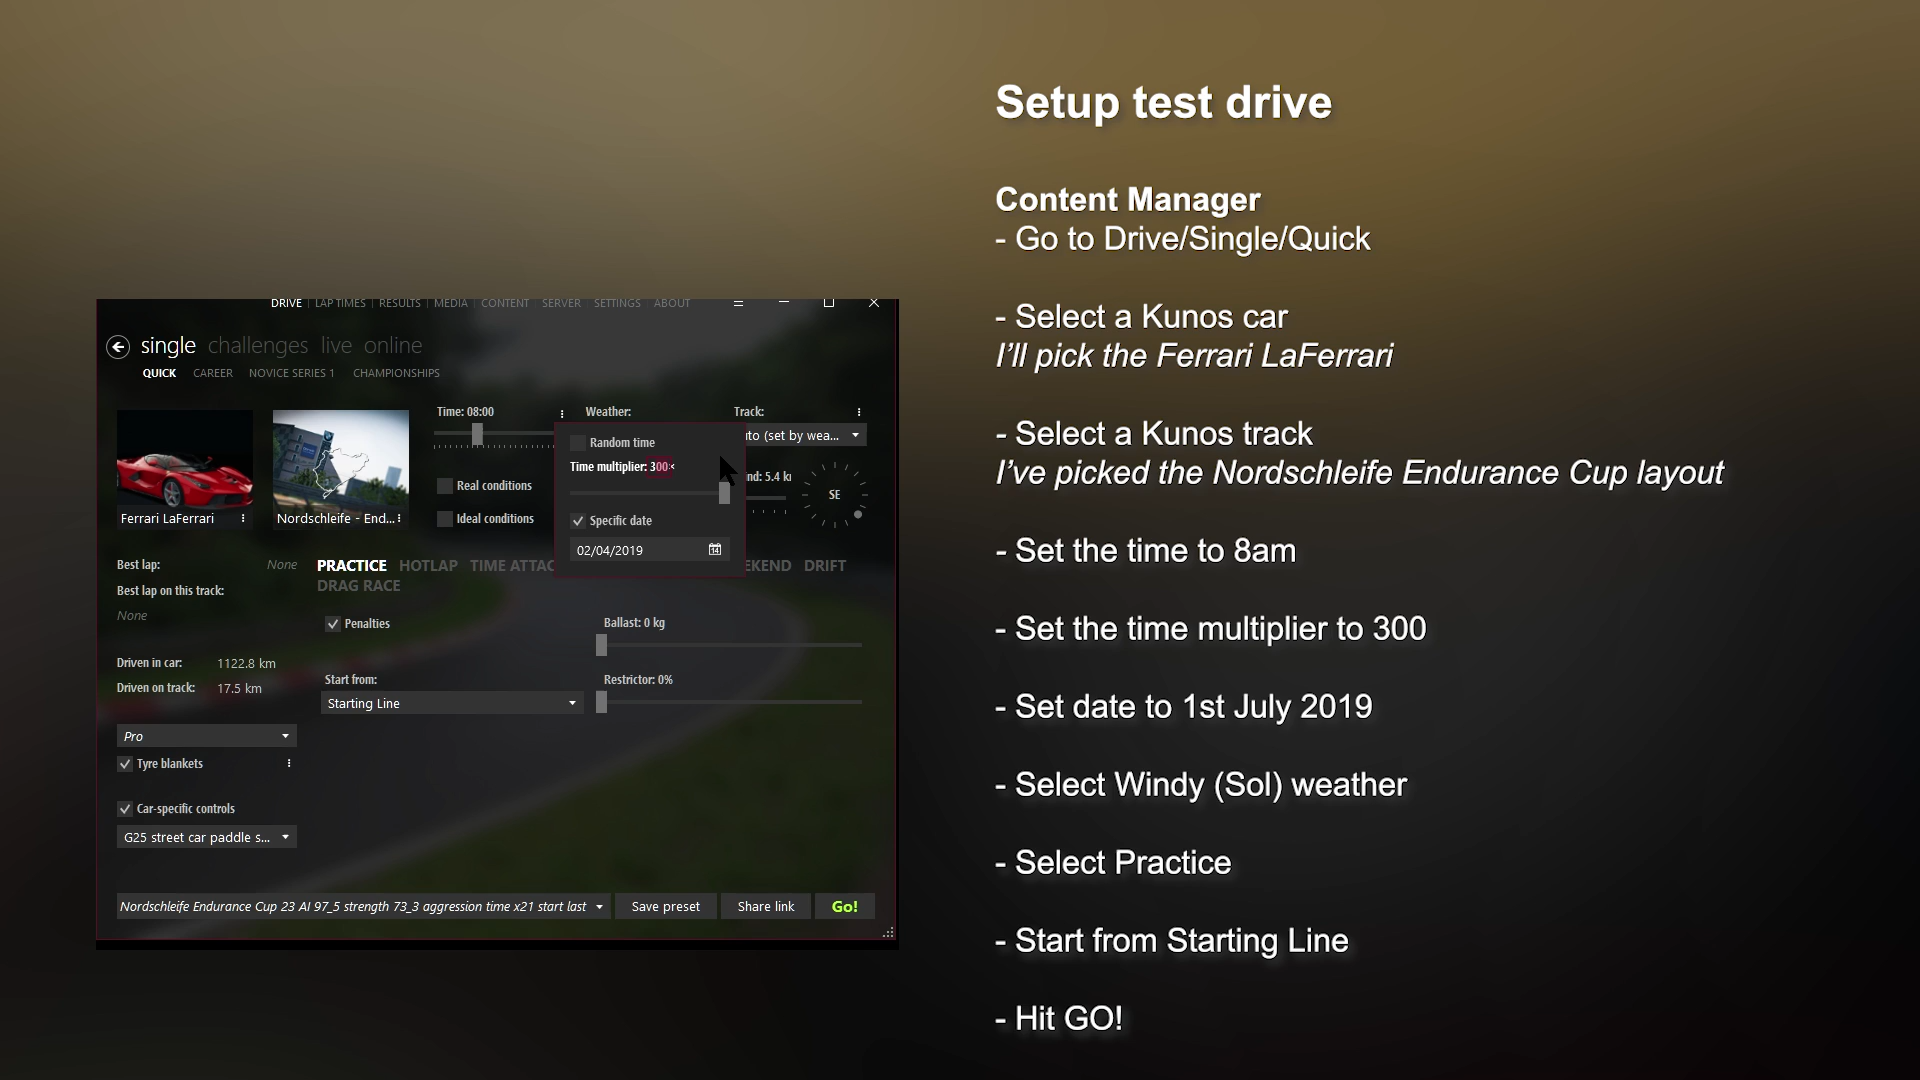 Setup test drive
Content Manager
- Go to Drive/Single/Quick
- Select a Kunos car
I'll pick the Ferrari LaFerrari
- Select a Kunos track
I've picked the Nordschleife Endurance Cup layout
- Set the time to 8am
- Set the time multiplier to 300
- Set date to 1st July 2019
- Select Windy (Sol) weather
- Select Practice
- Start from Starting Line
- Hit GO!
DRIVE LAP TIMES RESULTS MEDIA CONTENT SERVER SETTINGS ABOUT
single challenges live online
QUICK CAREER NOVICE SERIES 1 CHAMPIONSHIPS
Time: 08:00 Weather: Track:
Random time
to (set by wea...
Time multiplier: 300×
Real conditions
nd: 5.4
SE
Ferrari LaFerrari
Nordschleife - End...
Ideal conditions
Specific date
02/04/2019
14
Best lap: None
PRACTICE HOTLAP TIME ATTAC EKEND DRIFT
DRAG RACE
Best lap on this track:
None
Penalties
Ballast: 0 kg
Driven in car: 1122.8 km
Driven on track: 17.5 km
Start from:
Restrictor: 0%
Starting Line
Pro
Tyre blankets
Car-specific controls
G25 street car paddle s...
Nordschleife Endurance Cup 23 AI 97_5 strength 73_3 aggression time x21 start last
Save preset
Share link
Go!